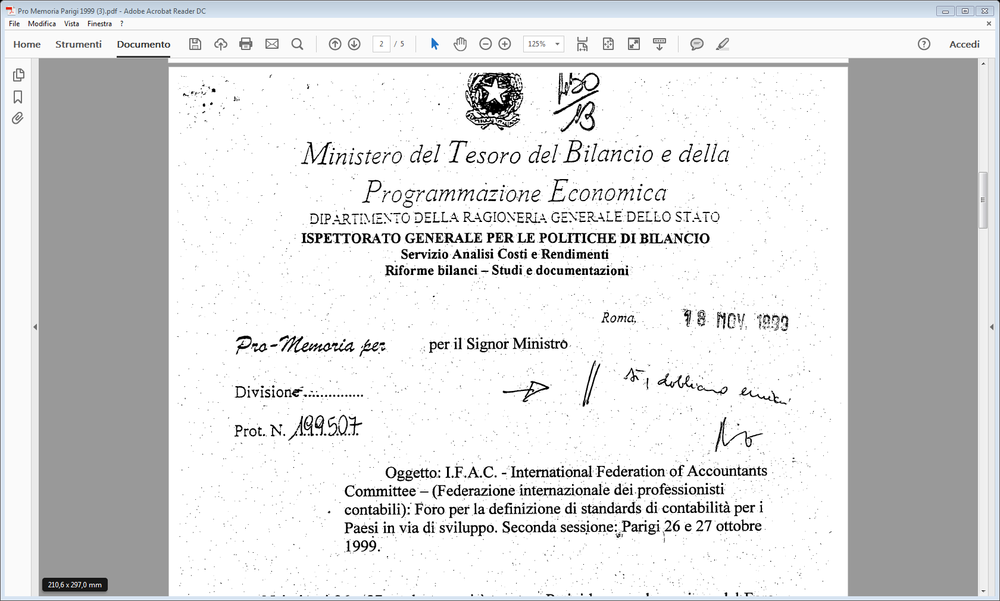 Pro Memoria Parigi 1999 (3).pdf - Adobe Acrobat Reader DC
File Modifica Vista Finestra ?
Home Strumenti Documento 2 / 5 125% Accedi
Ministero del Tesoro del Bilancio e della
Programmazione Economica
DIPARTIMENTO DELLA RAGIONERIA GENERALE DELLO STATO
ISPETTORATO GENERALE PER LE POLITICHE DI BILANCIO
Servizio Analisi Costi e Rendimenti
Riforme bilanci – Studi e documentazioni
Roma, 18 NOV. 1999
Pro-Memoria per per il Signor Ministro
Sì, dobbiamo
Divisione ...............
Prot. N. 199507
Oggetto: I.F.A.C. - International Federation of Accountants
Committee – (Federazione internazionale dei professionisti
contabili): Foro per la definizione di standards di contabilità per i
Paesi in via di sviluppo. Seconda sessione: Parigi 26 e 27 ottobre
1999.
210,6 x 297,0 mm